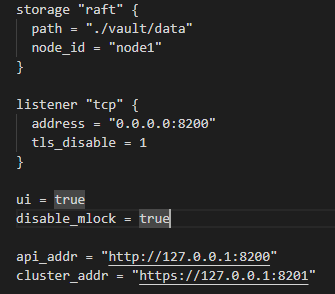 storage "raft" {
  path = "./vault/data"
  node_id = "node1"
}

listener "tcp" {
  address = "0.0.0.0:8200"
  tls_disable = 1
}

ui = true
disable_mlock = true

api_addr = "http://127.0.0.1:8200"
cluster_addr = "https://127.0.0.1:8201"